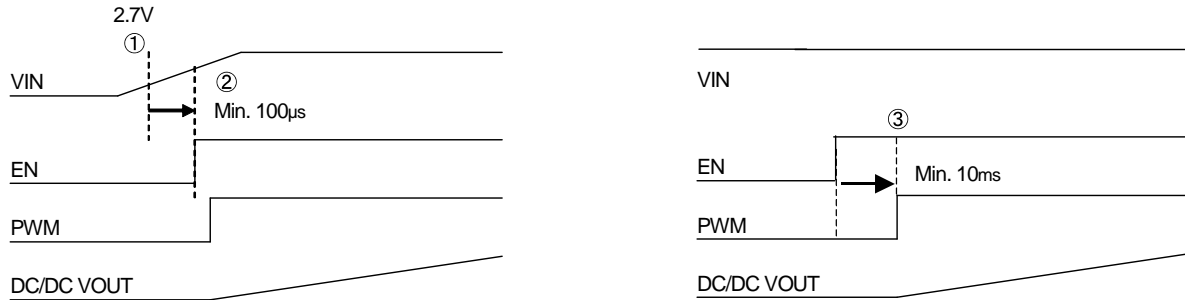 2.7V
①
VIN
②
Min. 100µs
EN
PWM
DC/DC VOUT
VIN
③
EN
Min. 10ms
PWM
DC/DC VOUT